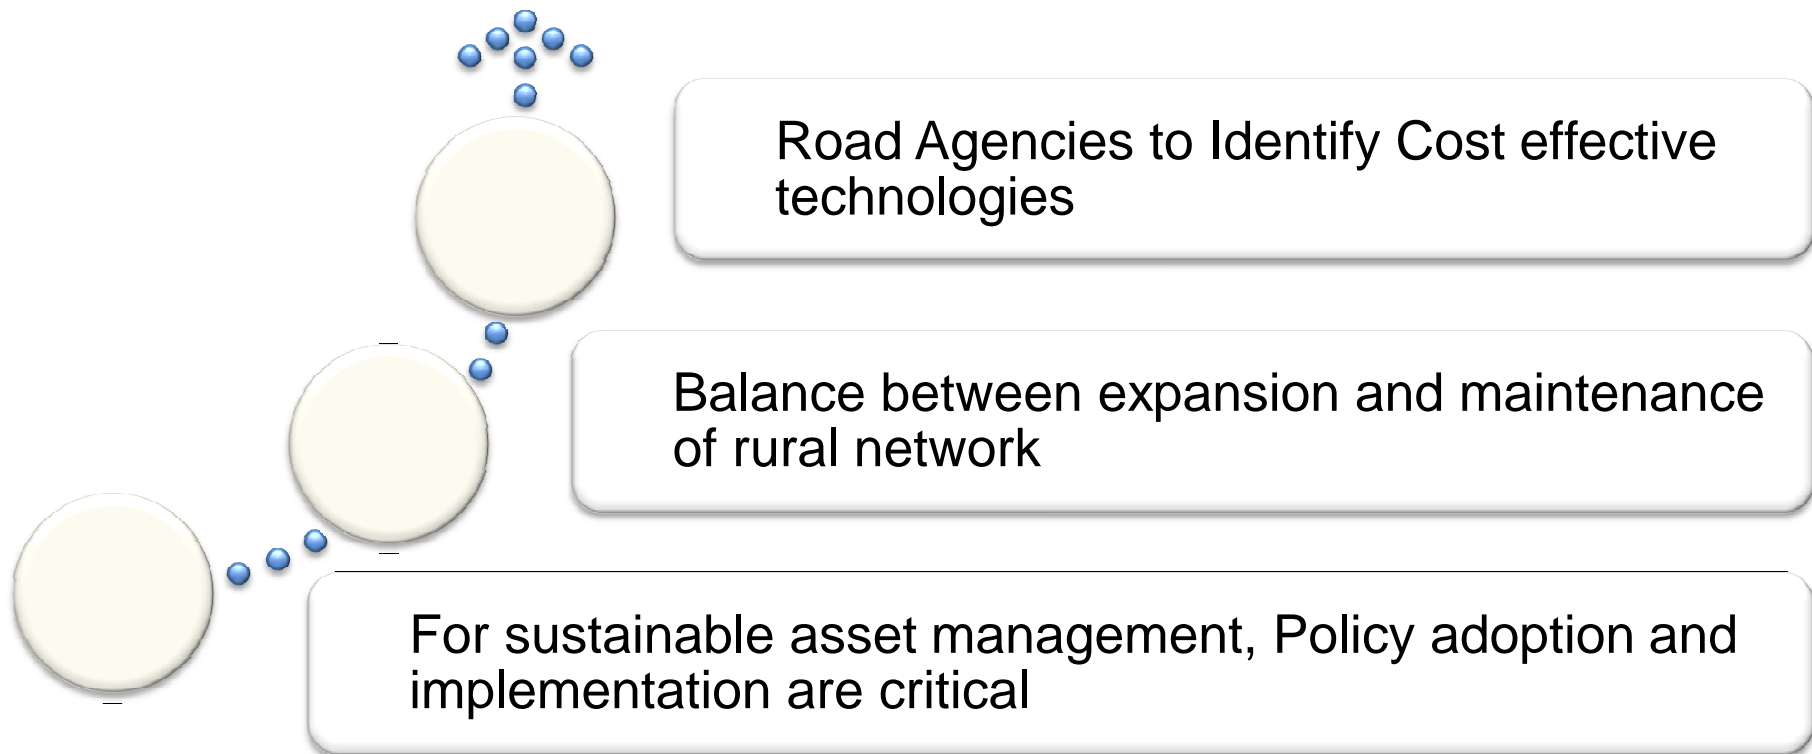 Road Agencies to Identify Cost effective
technologies
Balance between expansion and maintenance
of rural network
For sustainable asset management, Policy adoption and
implementation are critical